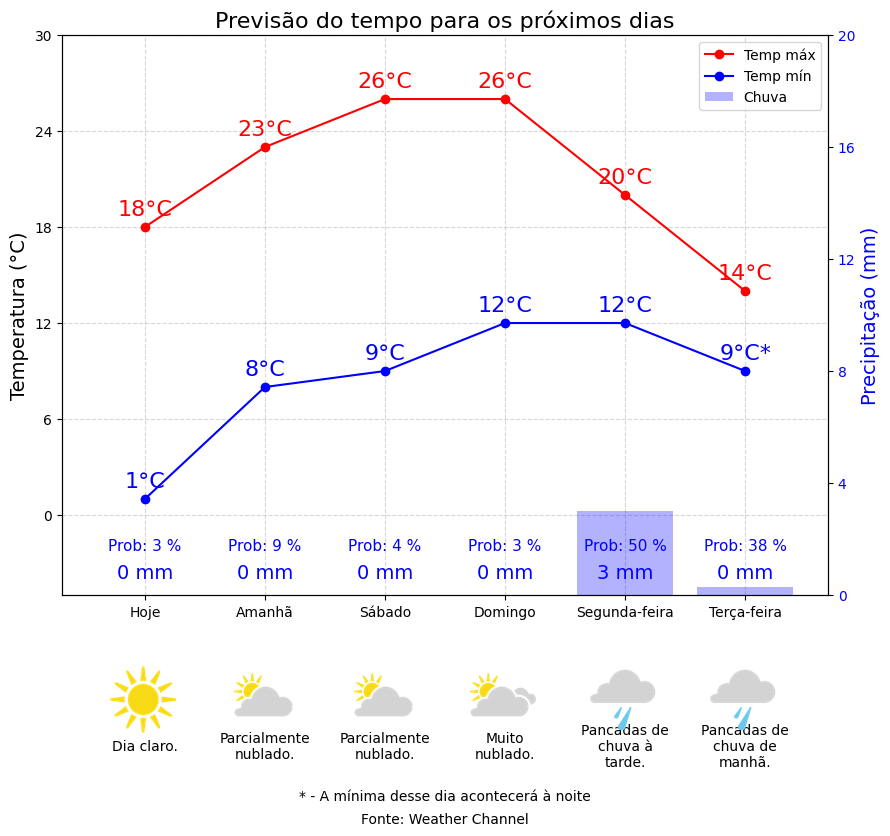 Previsão do tempo para os próximos dias
30
24
18
12
6
0
Temperatura (°C)
20
16
12
8
4
0
Precipitação (mm)
Temp máx
Temp mín
Chuva
18°C
23°C
26°C
26°C
20°C
14°C
1°C
8°C
9°C
12°C
12°C
9°C*
Prob: 3 % Prob: 9 % Prob: 4 % Prob: 3 % Prob: 50 % Prob: 38 %
0 mm 0 mm 0 mm 0 mm 3 mm 0 mm
Hoje Amanhã Sábado Domingo Segunda-feira Terça-feira
Dia claro.
Parcialmente
nublado.
Parcialmente
nublado.
Muito
nublado.
Pancadas de
chuva à
tarde.
Pancadas de
chuva de
manhã.
* - A mínima desse dia acontecerá à noite
Fonte: Weather Channel